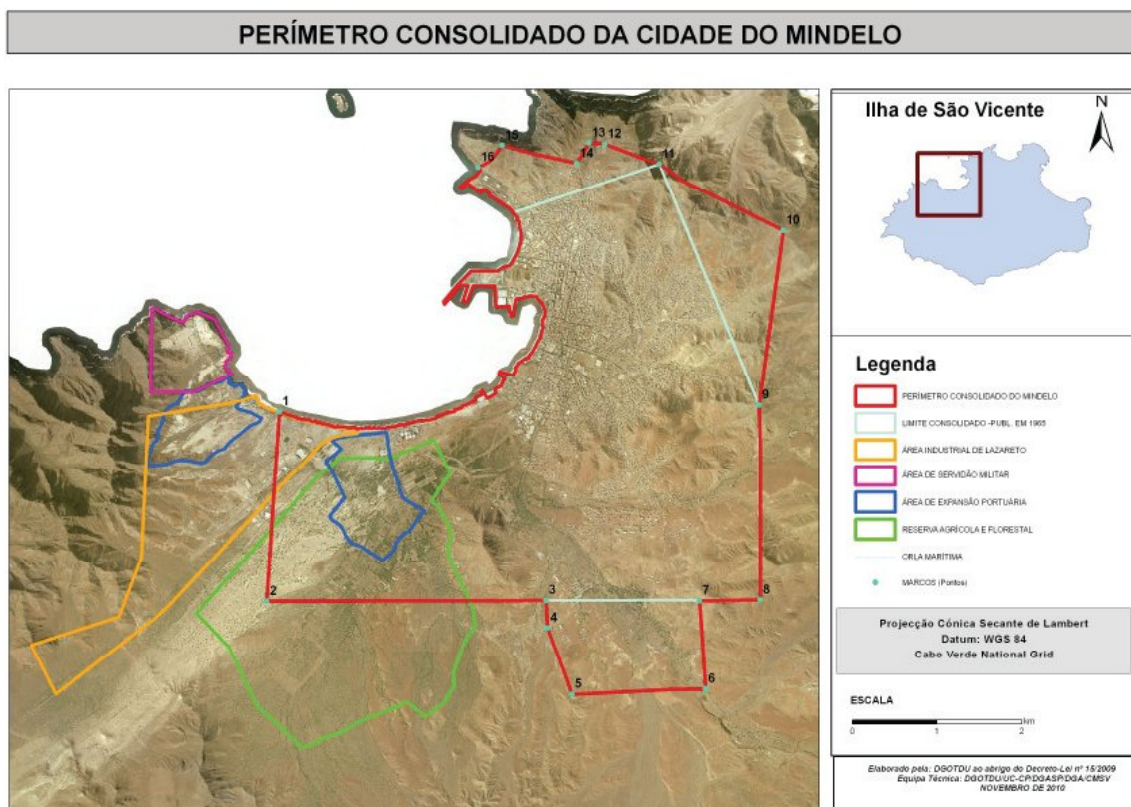 PERÍMETRO CONSOLIDADO DA CIDADE DO MINDELO
15
13
12
16
14
11
10
1
9
2
3
7
8
4
5
6
Ilha de São Vicente
N
Legenda
PERÍMETRO CONSOLIDADO DO MINDELO
LIMITE CONSOLIDADO -PUBL. EM 1965
ÁREA INDUSTRIAL DE LAZARETO
ÁREA DE SERVIDÃO MILITAR
ÁREA DE EXPANSÃO PORTUÁRIA
RESERVA AGRÍCOLA E FLORESTAL
ORLA MARÍTIMA
MARCOS (Pontos)
Projecção Cónica Secante de Lambert
Datum: WGS 84
Cabo Verde National Grid
ESCALA
km
0 1 2
Elaborado pela: DGOTDU ao abrigo do Decreto-Lei nº 15/2009
Equipa Técnica: DGOTDU/UC-CP/DGASP/DGA/CMSV
NOVEMBRO DE 2010